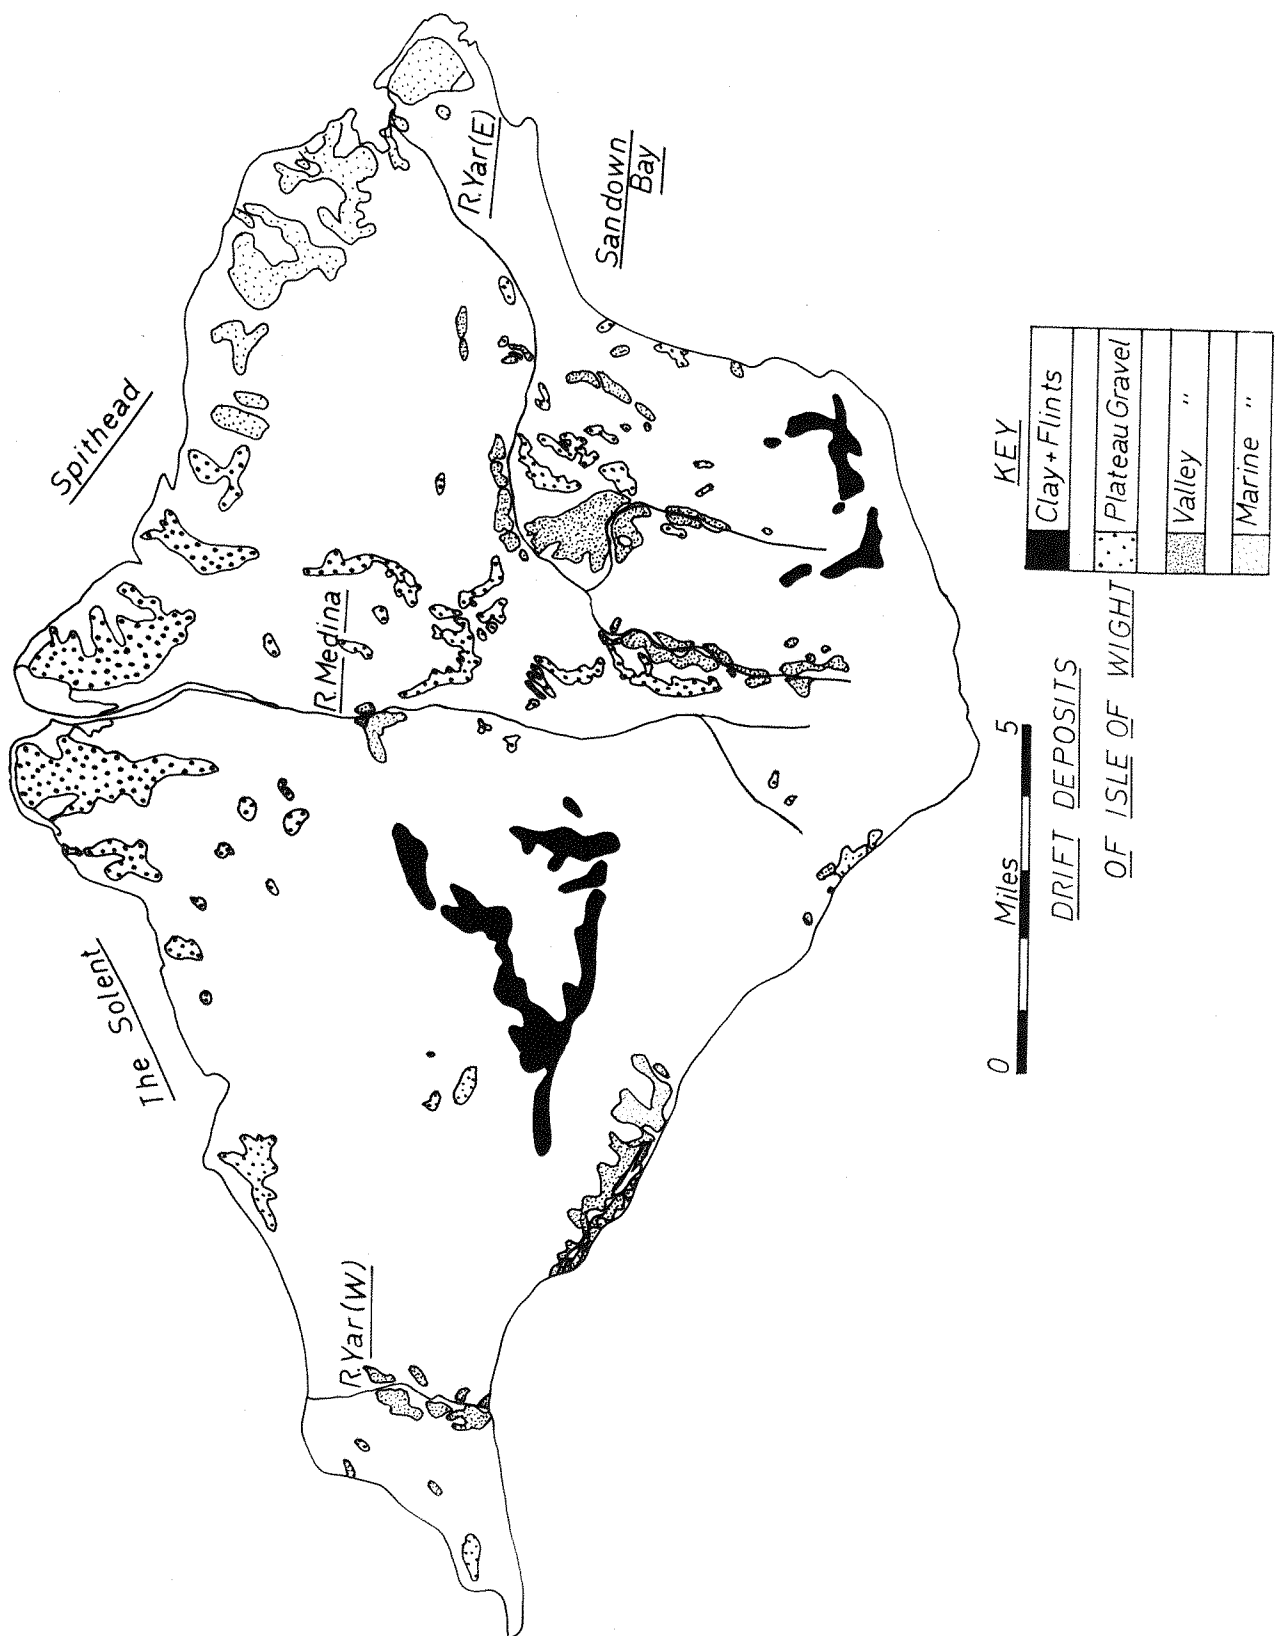 Spithead
The Solent
R.Medina
R.Yar(E)
R.Yar(W)
Sandown
Bay
KEY
Clay+Flints
Plateau Gravel
Valley "
Marine "
0 Miles 5
DRIFT DEPOSITS
OF ISLE OF WIGHT